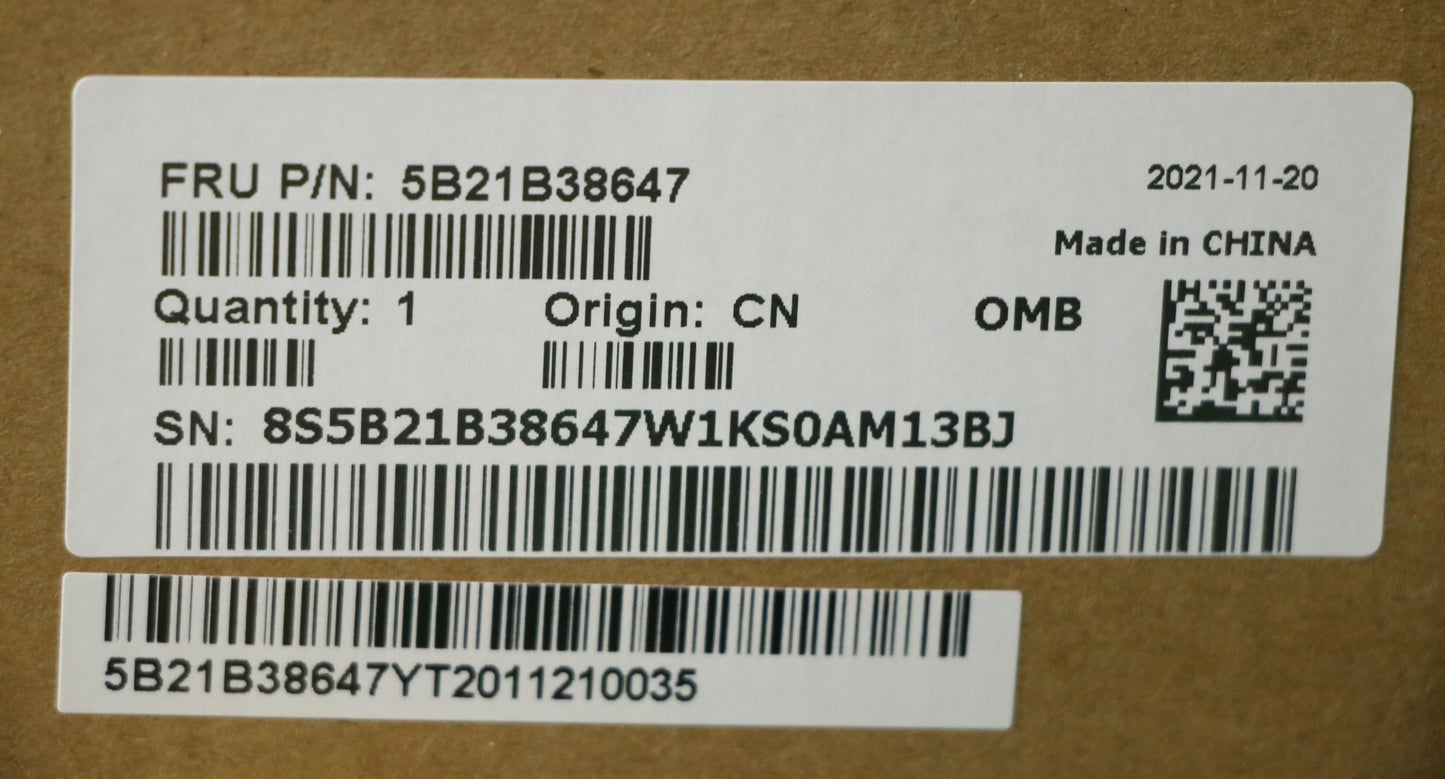 FRU P/N: 5B21B38647
2021-11-20
Made in CHINA
Quantity: 1 Origin: CN OMB
SN: 8S5B21B38647W1KS0AM13BJ
5B21B38647YT2011210035